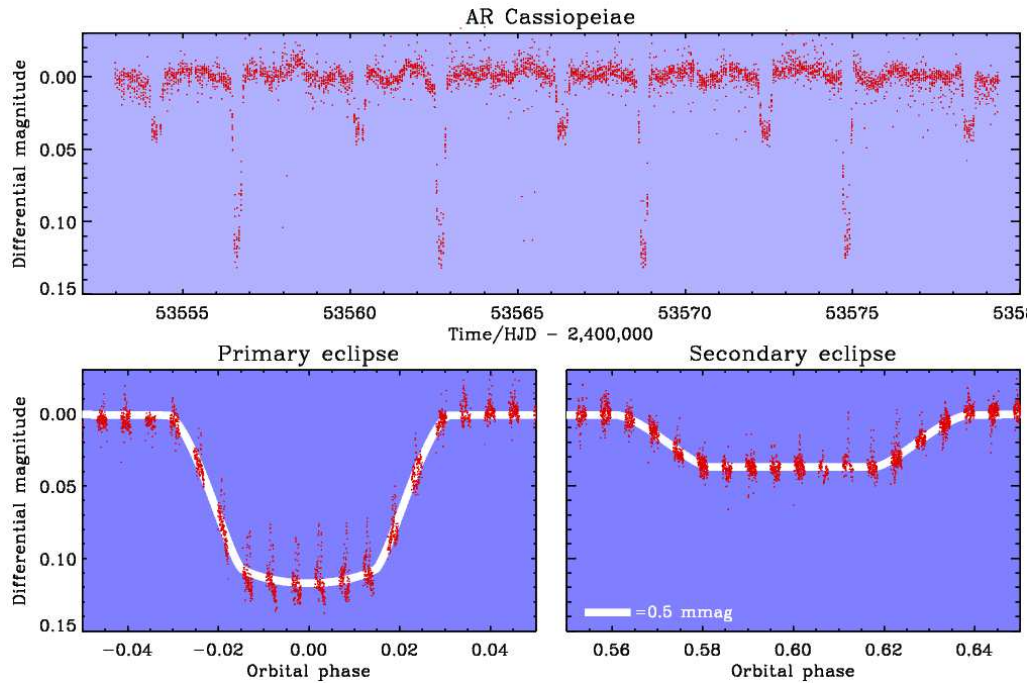 AR Cassiopeiae
Differential magnitude
0.00
0.05
0.10
0.15
53555 53560 53565 53570 53575 5358
Time/HJD − 2,400,000
Primary eclipse Secondary eclipse
Differential magnitude
0.00
0.05
0.10
0.15
=0.5 mmag
−0.04 −0.02 0.00 0.02 0.04 0.56 0.58 0.60 0.62 0.64
Orbital phase Orbital phase